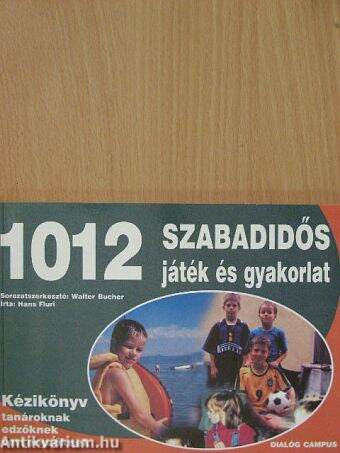 1012 SZABADIDŐS
játék és gyakorlat
Sorozatszerkesztő: Walter Bucher
Írta: Hans Fluri
Kézikönyv
tanároknak
edzőknek
Antikvárium.hu
DIALÓG CAMPUS